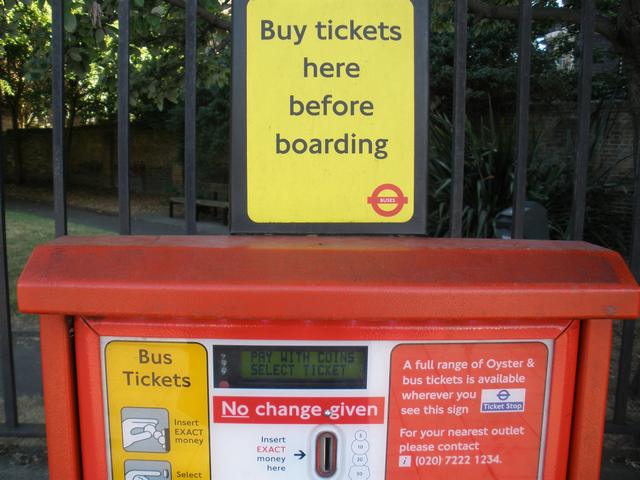 Buy tickets
here
before
boarding
BUSES
Bus
Tickets
Insert
EXACT
money
Select
PAY WITH COINS
SELECT TICKET
No change given
Insert
EXACT
money
here
A full range of Oyster &
bus tickets is available
wherever you
see this sign
Ticket Stop
For your nearest outlet
please contact
i (020) 7222 1234.